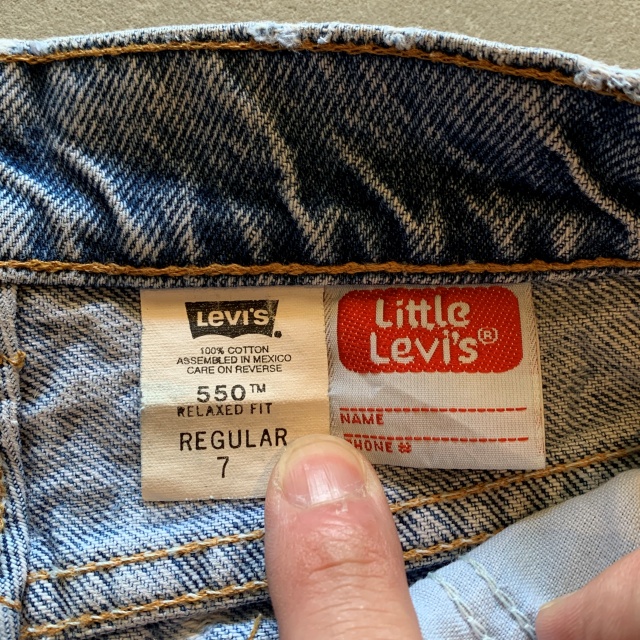 LEVI'S®
100% COTTON
ASSEMBLED IN MEXICO
CARE ON REVERSE
550™
RELAXED FIT
REGULAR
7
Little
Levi's®
NAME
PHONE #